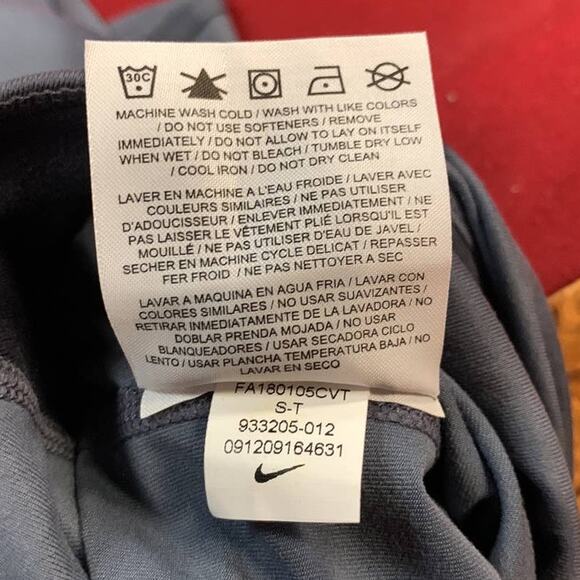 30C
MACHINE WASH COLD / WASH WITH LIKE COLORS
/ DO NOT USE SOFTENERS / REMOVE
IMMEDIATELY / DO NOT ALLOW TO LAY ON ITSELF
WHEN WET / DO NOT BLEACH / TUMBLE DRY LOW
/ COOL IRON / DO NOT DRY CLEAN
LAVER EN MACHINE A L'EAU FROIDE / LAVER AVEC
COULEURS SIMILAIRES / NE PAS UTILISER
D'ADOUCISSEUR / ENLEVER IMMEDIATEMENT / NE
PAS LAISSER LE VÊTEMENT PLIÉ LORSQU'IL EST
MOUILLÉ / NE PAS UTILISER D'EAU DE JAVEL /
SECHER EN MACHINE CYCLE DELICAT / REPASSER
FER FROID / NE PAS NETTOYER A SEC
LAVAR A MAQUINA EN AGUA FRIA / LAVAR CON
COLORES SIMILARES / NO USAR SUAVIZANTES /
RETIRAR INMEDIATAMENTE DE LA LAVADORA / NO
DOBLAR PRENDA MOJADA / NO USAR
BLANQUEADORES / USAR SECADORA CICLO
LENTO / USAR PLANCHA TEMPERATURA BAJA / NO
LAVAR EN SECO
FA180105CVT
S-T
933205-012
091209164631